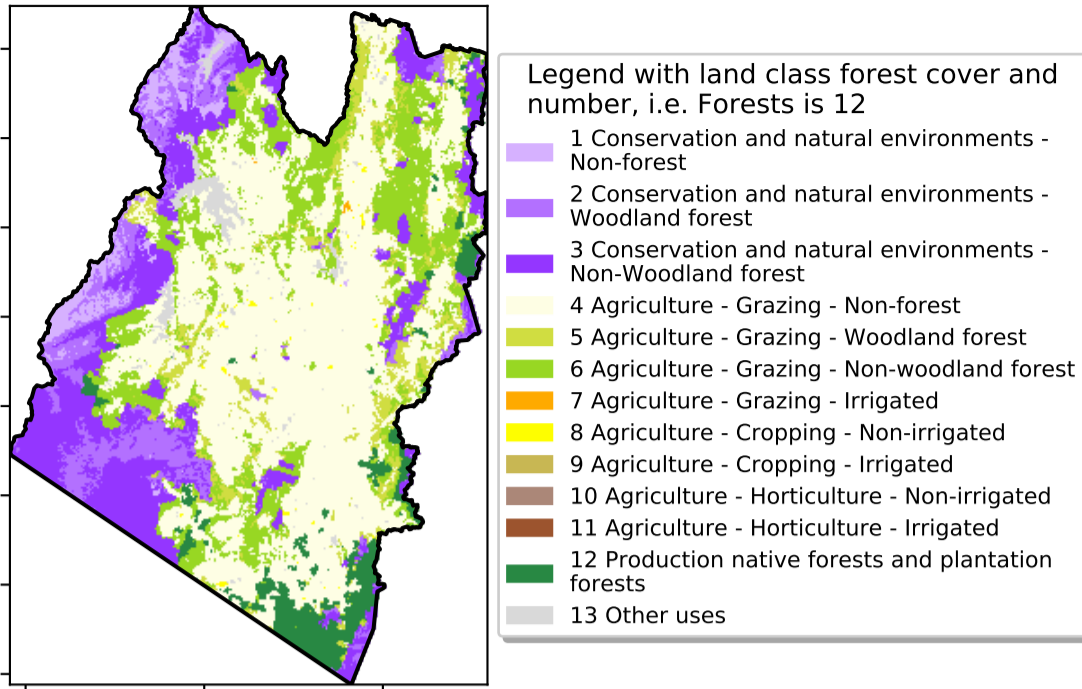 Legend with land class forest cover and
number, i.e. Forests is 12
1 Conservation and natural environments -
Non-forest
2 Conservation and natural environments -
Woodland forest
3 Conservation and natural environments -
Non-Woodland forest
4 Agriculture - Grazing - Non-forest
5 Agriculture - Grazing - Woodland forest
6 Agriculture - Grazing - Non-woodland forest
7 Agriculture - Grazing - Irrigated
8 Agriculture - Cropping - Non-irrigated
9 Agriculture - Cropping - Irrigated
10 Agriculture - Horticulture - Non-irrigated
11 Agriculture - Horticulture - Irrigated
12 Production native forests and plantation
forests
13 Other uses